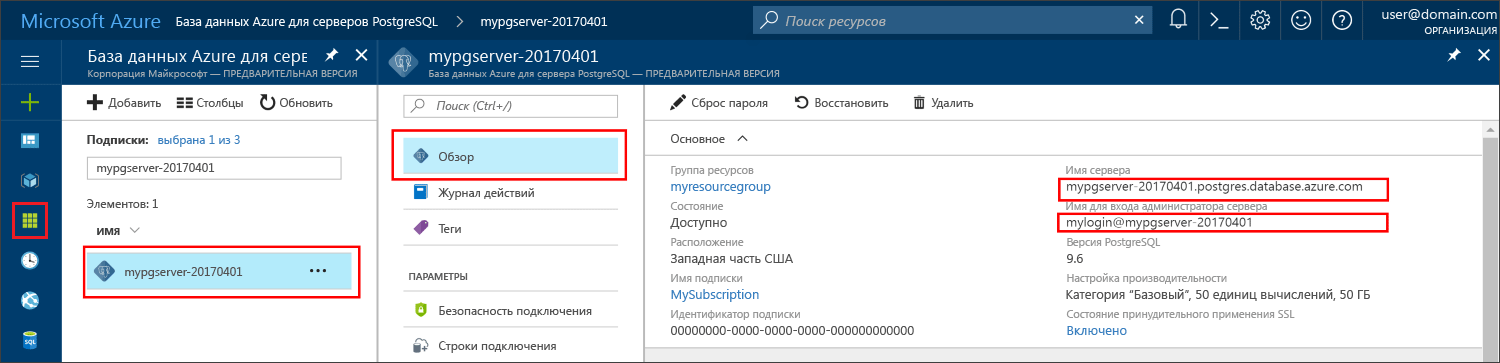 Microsoft Azure База данных Azure для серверов PostgreSQL > mypgserver-20170401
Поиск ресурсов
user@domain.com
ОРГАНИЗАЦИЯ
База данных Azure для серве
Корпорация Майкрософт — ПРЕДВАРИТЕЛЬНАЯ ВЕРСИЯ
Добавить Столбцы Обновить
Подписки: выбрана 1 из 3
mypgserver-20170401
Элементов: 1
ИМЯ
mypgserver-20170401 •••
SQL
mypgserver-20170401
База данных Azure для сервера PostgreSQL — ПРЕДВАРИТЕЛЬНАЯ ВЕРСИЯ
Поиск (Ctrl+/)
Обзор
Журнал действий
Теги
ПАРАМЕТРЫ
Безопасность подключения
Строки подключения
Сброс пароля Восстановить Удалить
Основное
Группа ресурсов
myresourcegroup
Состояние
Доступно
Расположение
Западная часть США
Имя подписки
MySubscription
Идентификатор подписки
00000000-0000-0000-0000-000000000000
Имя сервера
mypgserver-20170401.postgres.database.azure.com
Имя для входа администратора сервера
mylogin@mypgserver-20170401
Версия PostgreSQL
9.6
Настройка производительности
Категория “Базовый”, 50 единиц вычислений, 50 ГБ
Состояние принудительного применения SSL
Включено